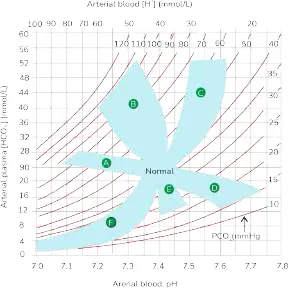 Arterial blood [H⁺] (mmol/L)
100 90 80 70 60 50 40 30 20
120 110 100 90 80 70 60 50 40
35
30
25
20
15
10
60
56
52
48
44
40
36
32
28
24
20
16
12
8
4
0
Arterial plasma [HCO₃⁻] (mmol/L)
A
B
C
Normal
E
D
F
PCO₂(mmHg
7.0 7.1 7.2 7.3 7.4 7.5 7.6 7.7 7.8
Arerial blood, pH